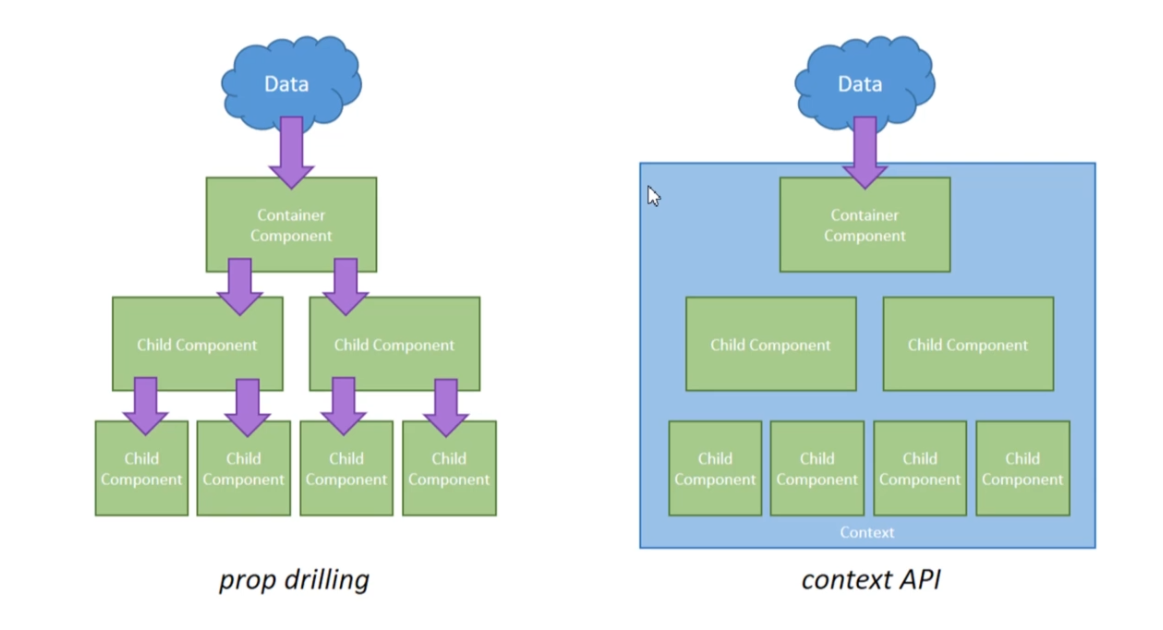 Data
Container
Component
Child Component
Child Component
Child
Component
Child
Component
Child
Component
Child
Component
prop drilling
Data
Container
Component
Child Component
Child Component
Child
Component
Child
Component
Child
Component
Child
Component
Context
context API